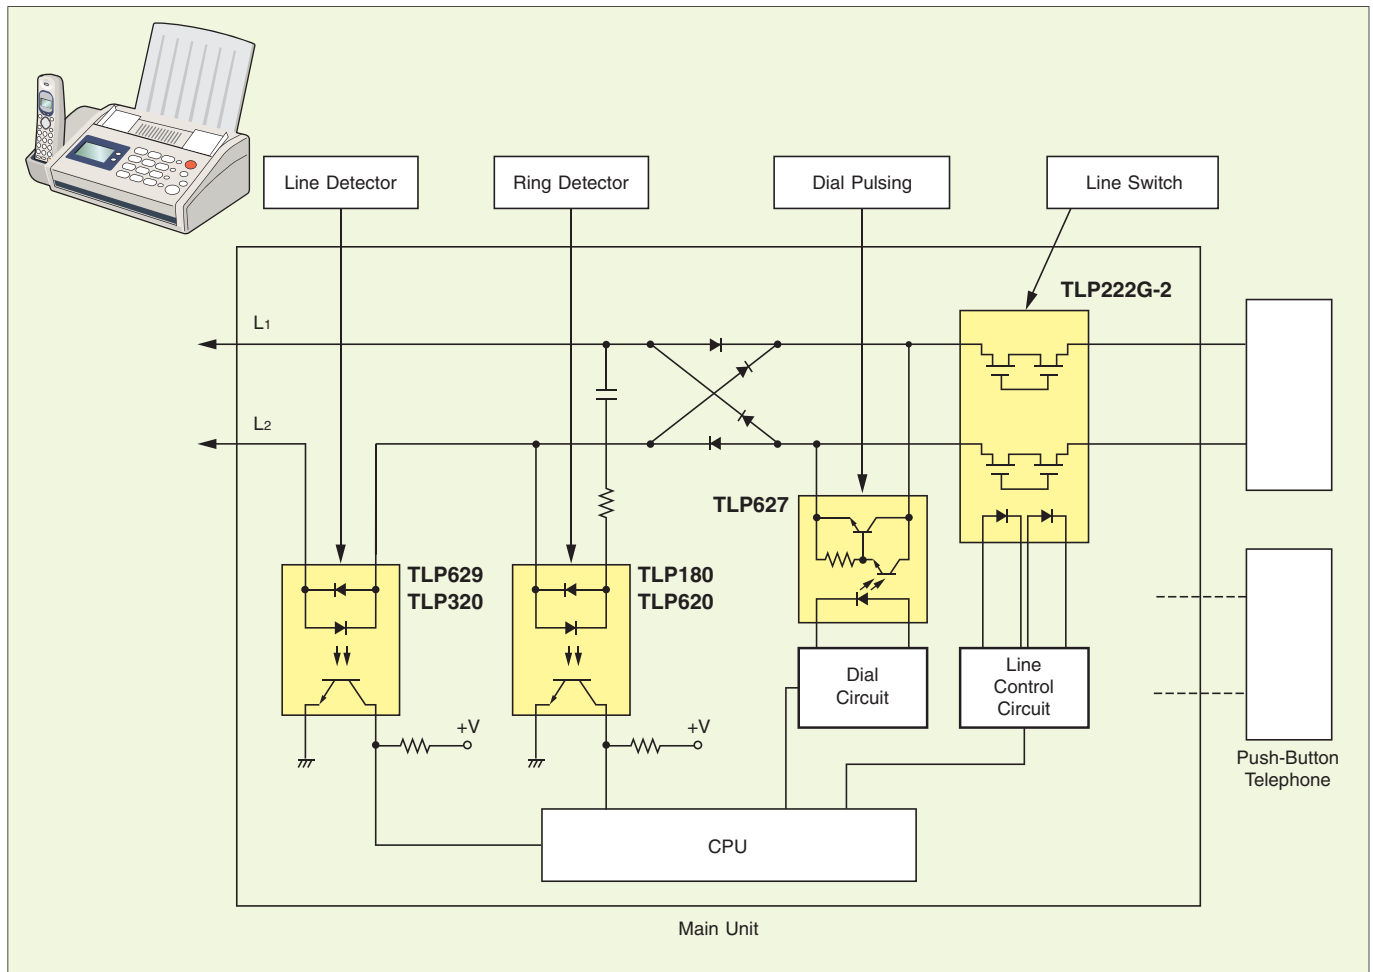 Line Detector
Ring Detector
Dial Pulsing
Line Switch
TLP222G-2
L1
L2
TLP627
TLP629
TLP320
TLP180
TLP620
Dial
Circuit
Line
Control
Circuit
+V
+V
Push-Button
Telephone
CPU
Main Unit